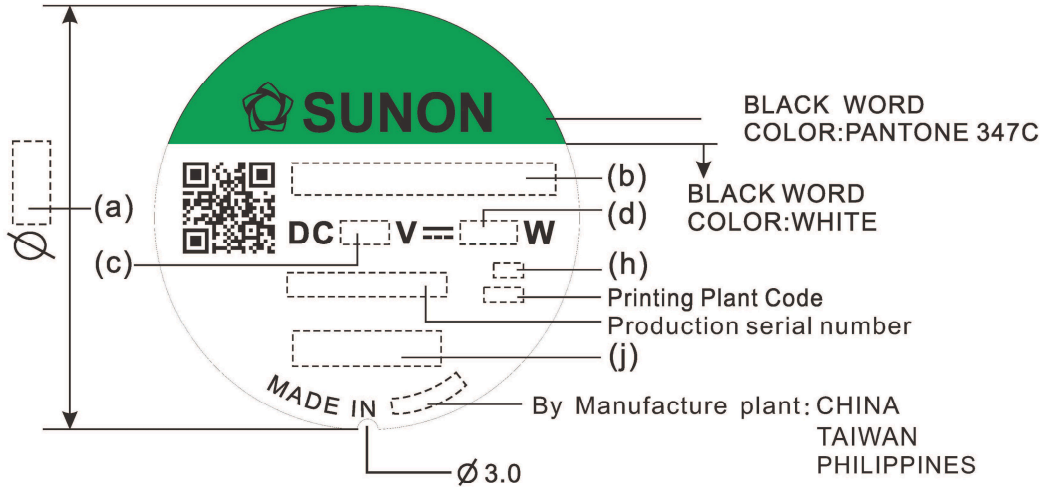 SUNON
BLACK WORD
COLOR:PANTONE 347C
(b)
BLACK WORD
COLOR:WHITE
(a)
Ø
(d)
DC V W
(c)
(h)
Printing Plant Code
Production serial number
(j)
MADE IN
By Manufacture plant: CHINA
TAIWAN
PHILIPPINES
Ø 3.0